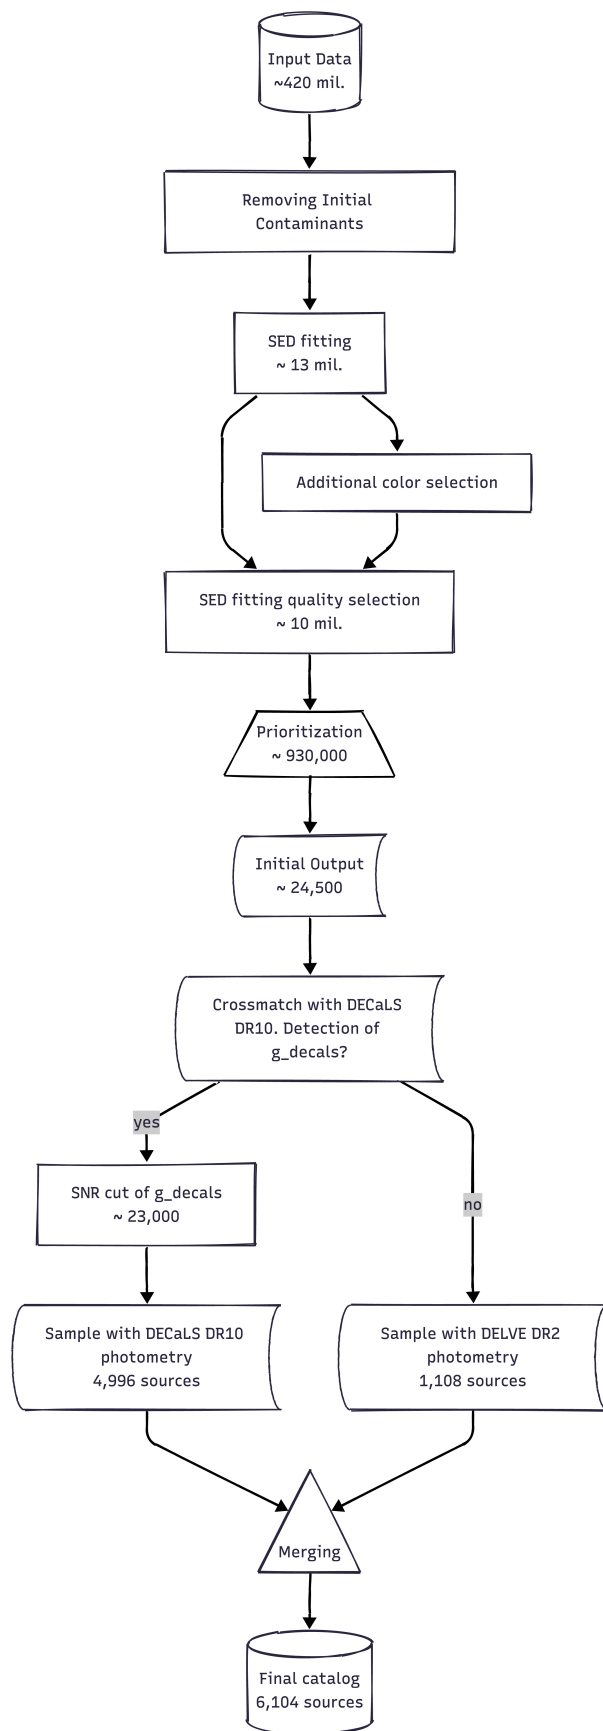 Input Data
~420 mil.
Removing Initial
Contaminants
SED fitting
~ 13 mil.
Additional color selection
SED fitting quality selection
~ 10 mil.
Prioritization
~ 930,000
Initial Output
~ 24,500
Crossmatch with DECaLS
DR10. Detection of
g_decals?
yes
SNR cut of g_decals
~ 23,000
no
Sample with DECaLS DR10
photometry
4,996 sources
Sample with DELVE DR2
photometry
1,108 sources
Merging
Final catalog
6,104 sources